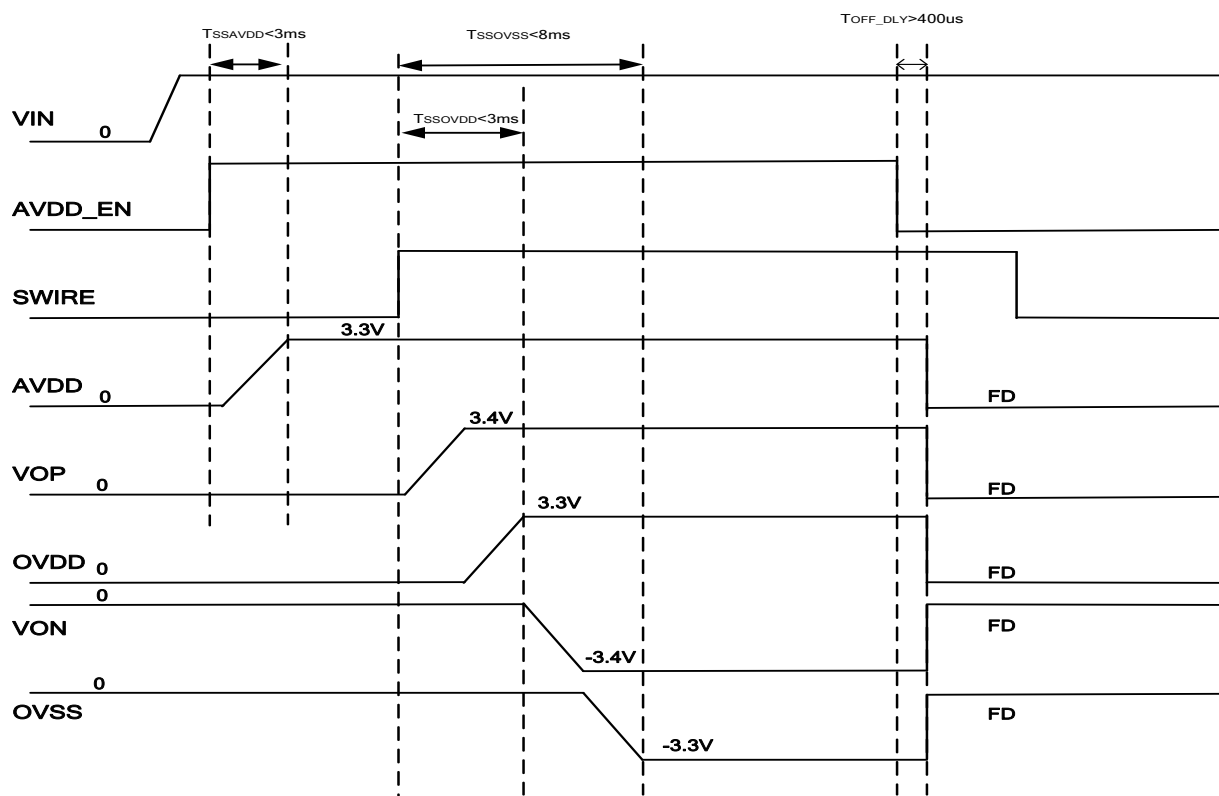 TOFF_DLY>400us
TSSAVDD<3ms
TSSOVSS<8ms
VIN
0
TSSOVDD<3ms
AVDD_EN
SWIRE
3.3V
AVDD
0
FD
3.4V
VOP
0
FD
3.3V
OVDD
0
FD
0
VON
FD
-3.4V
0
OVSS
FD
-3.3V